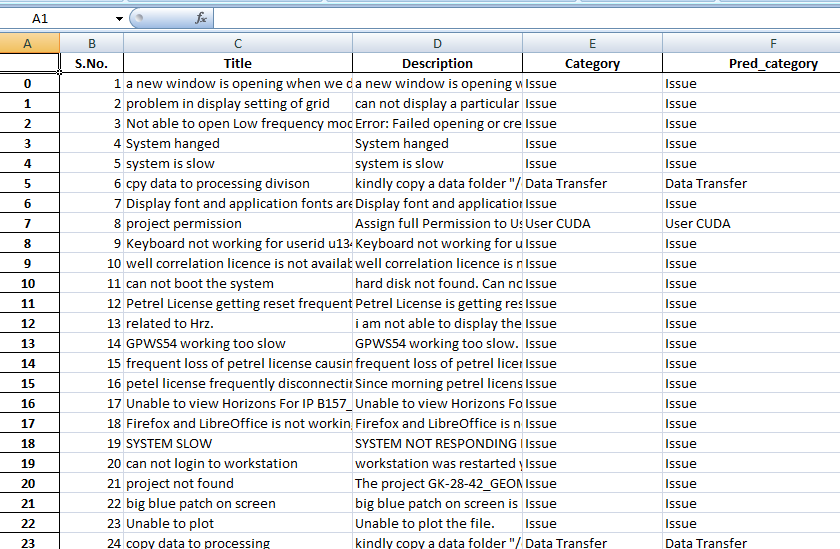 A1 fx
A B C D E F
S.No. Title Description Category Pred_category
0 1 a new window is opening when we d a new window is opening w Issue Issue
1 2 problem in display setting of grid can not display a particular Issue Issue
2 3 Not able to open Low frequency moc Error: Failed opening or cre Issue Issue
3 4 System hanged System hanged Issue Issue
4 5 system is slow system is slow Issue Issue
5 6 cpy data to processing divison kindly copy a data folder "/ Data Transfer Data Transfer
6 7 Display font and application fonts are Display font and application Issue Issue
7 8 project permission Assign full Permission to Us User CUDA User CUDA
8 9 Keyboard not working for userid u134 Keyboard not working for u Issue Issue
9 10 well correlation licence is not availab well correlation licence is n Issue Issue
10 11 can not boot the system hard disk not found. Can no Issue Issue
11 12 Petrel License getting reset frequent Petrel License is getting res Issue Issue
12 13 related to Hrz. i am not able to display the Issue Issue
13 14 GPWS54 working too slow GPWS54 working too slow. Issue Issue
14 15 frequent loss of petrel license causin frequent loss of petrel licen Issue Issue
15 16 petel license frequently disconnecti Since morning petrel licens Issue Issue
16 17 Unable to view Horizons For IP B157_ Unable to view Horizons Fo Issue Issue
17 18 Firefox and LibreOffice is not workin Firefox and LibreOffice is n Issue Issue
18 19 SYSTEM SLOW SYSTEM NOT RESPONDING Issue Issue
19 20 can not login to workstation workstation was restarted y Issue Issue
20 21 project not found The project GK-28-42_GEOM Issue Issue
21 22 big blue patch on screen big blue patch on screen is Issue Issue
22 23 Unable to plot Unable to plot the file. Issue Issue
23 24 copy data to processing kindly copy a data folder "/ Data Transfer Data Transfer